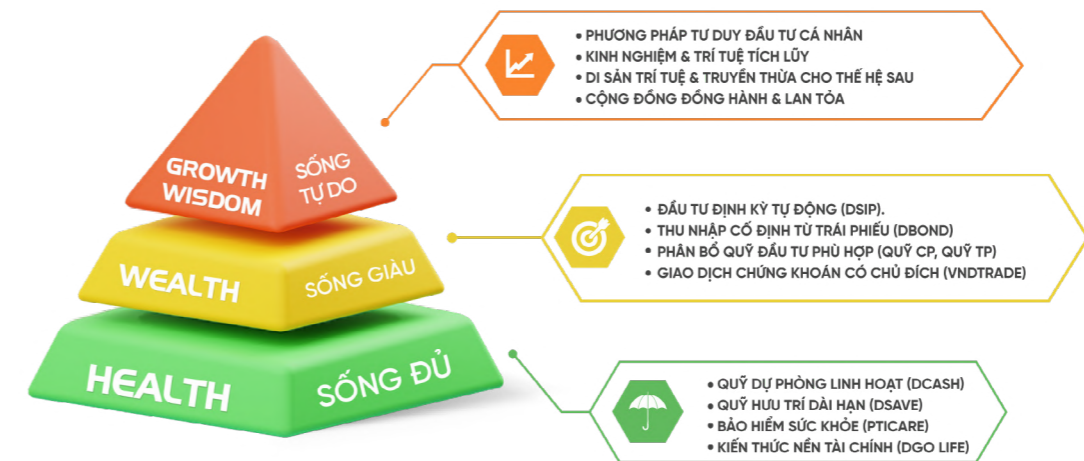 GROWTH
WISDOM
SỐNG
TỰ DO
• PHƯƠNG PHÁP TƯ DUY ĐẦU TƯ CÁ NHÂN
• KINH NGHIỆM & TRÍ TUỆ TÍCH LŨY
• DI SẢN TRÍ TUỆ & TRUYỀN THỪA CHO THẾ HỆ SAU
• CỘNG ĐỒNG ĐỒNG HÀNH & LAN TỎA
WEALTH
SỐNG GIÀU
• ĐẦU TƯ ĐỊNH KỲ TỰ ĐỘNG (DSIP).
• THU NHẬP CỐ ĐỊNH TỪ TRÁI PHIẾU (DBOND)
• PHÂN BỔ QUỸ ĐẦU TƯ PHÙ HỢP (QUỸ CP, QUỸ TP)
• GIAO DỊCH CHỨNG KHOÁN CÓ CHỦ ĐÍCH (VNDTRADE)
HEALTH
SỐNG ĐỦ
• QUỸ DỰ PHÒNG LINH HOẠT (DCASH)
• QUỸ HƯU TRÍ DÀI HẠN (DSAVE)
• BẢO HIỂM SỨC KHỎE (PTICARE)
• KIẾN THỨC NỀN TÀI CHÍNH (DGO LIFE)